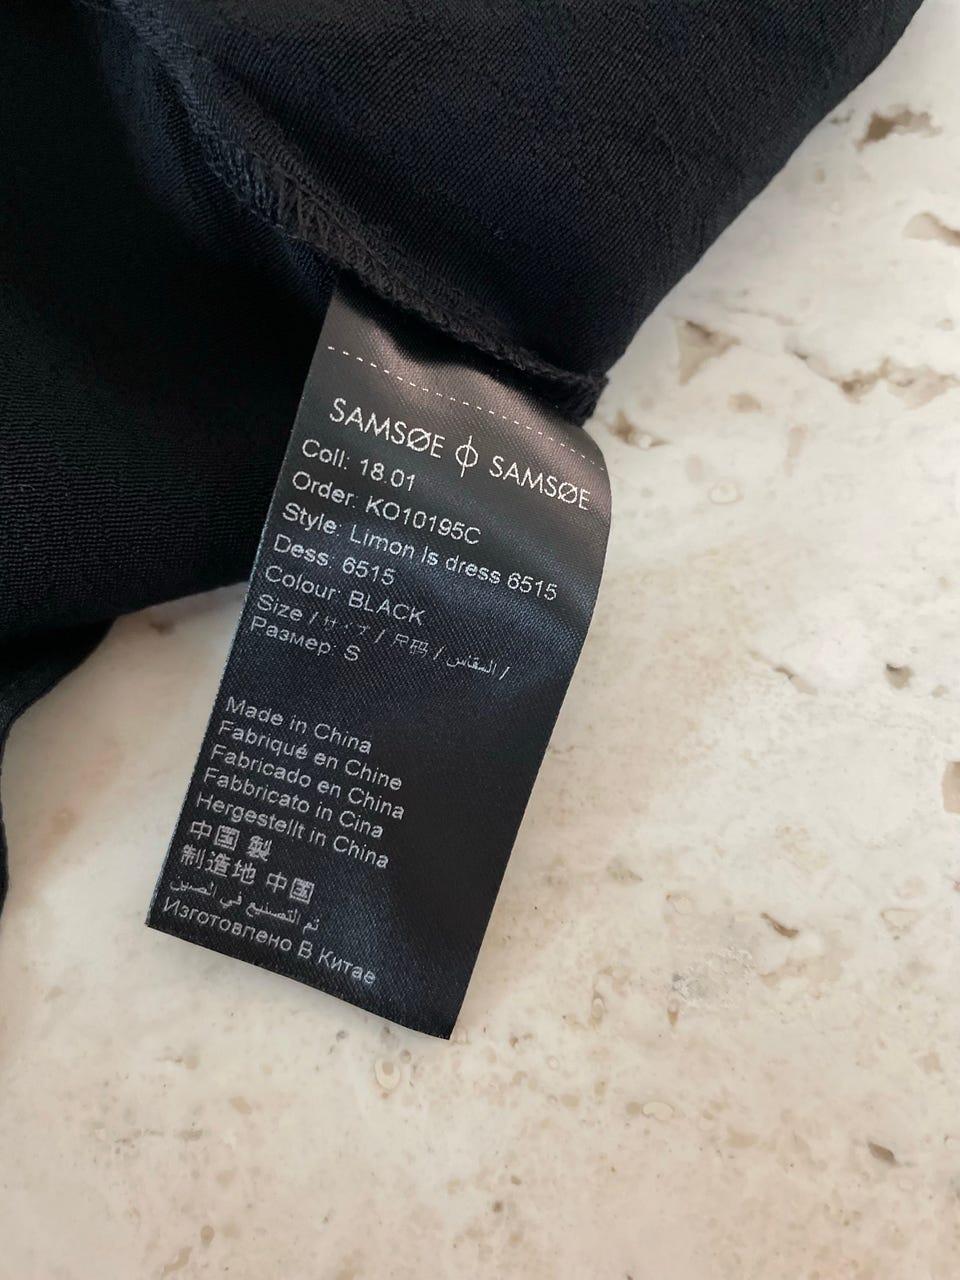 SAMSØE ϕ SAMSØE
Coll: 18.01
Order: KO10195C
Style: Limon ls dress 6515
Dess: 6515
Colour: BLACK
Size / サイズ / 尺码 / المقاس /
Размер: S
Made in China
Fabriqué en Chine
Fabricado en China
Fabbricato in Cina
Hergestellt in China
中国 製
制造地 中国
تم التصنيع في الصين
Изготовлено В Китае